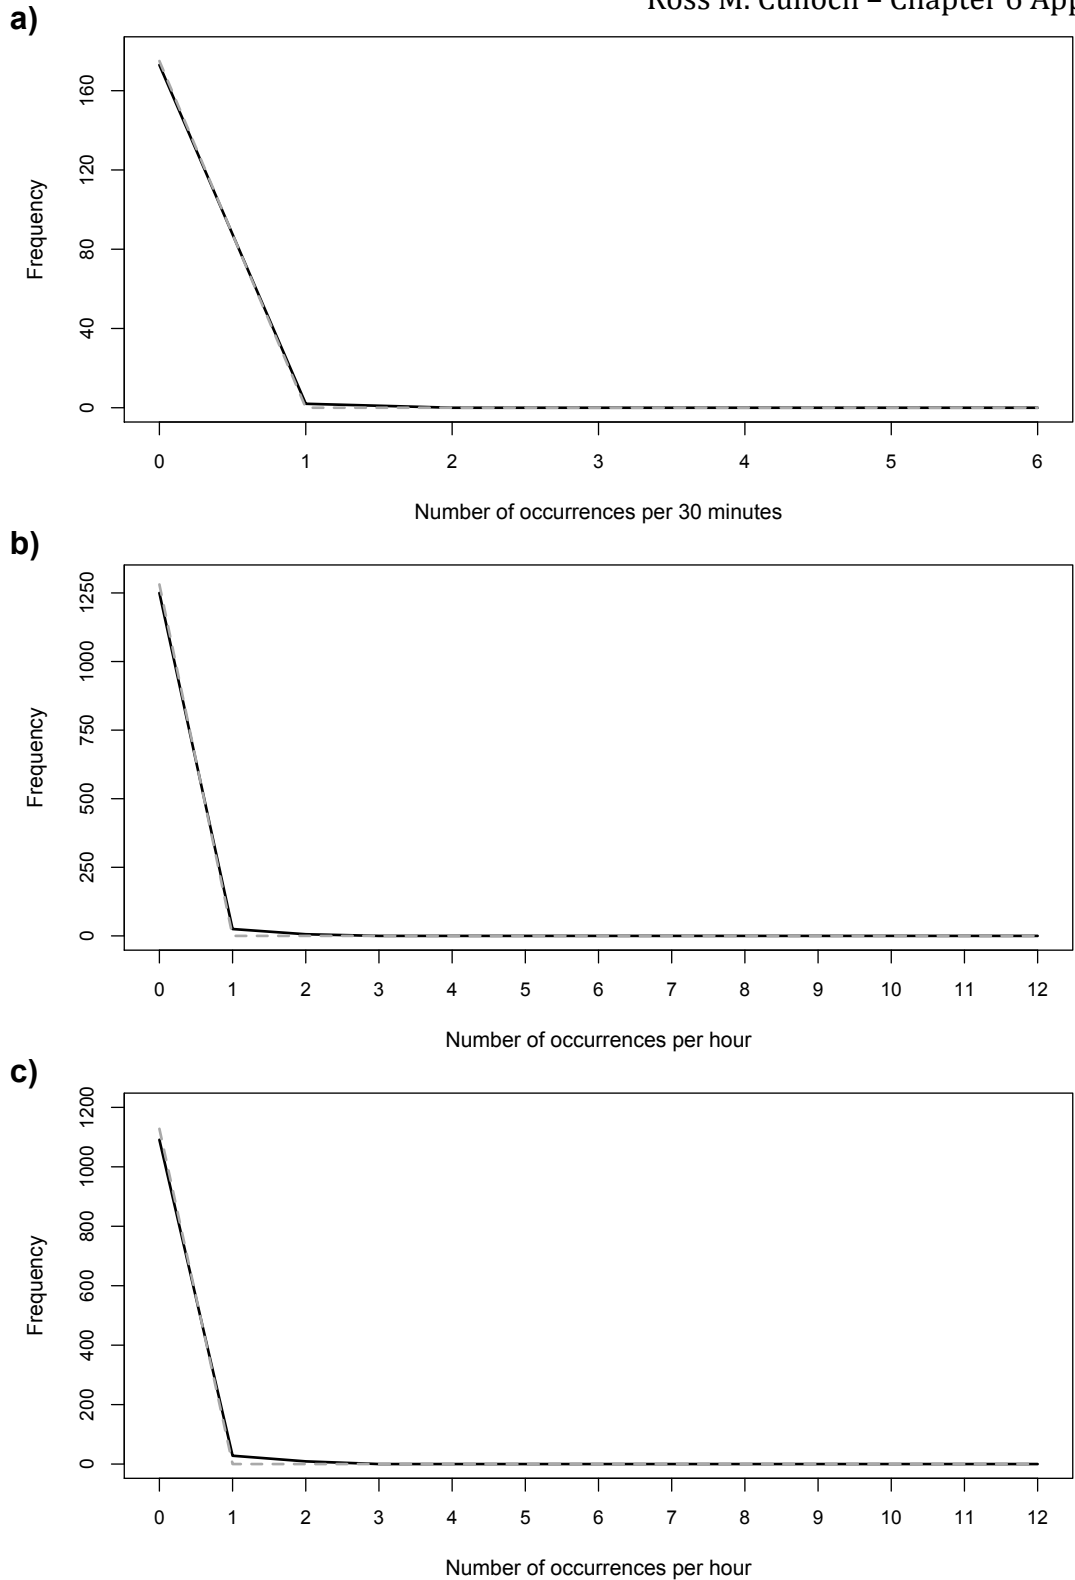 Ross M. Culloch – Chapter 6 App
a)
160
120
80
40
0
Frequency
0 1 2 3 4 5 6
Number of occurrences per 30 minutes
b)
1250
1000
750
500
250
0
Frequency
0 1 2 3 4 5 6 7 8 9 10 11 12
Number of occurrences per hour
c)
1200
1000
800
600
400
200
0
Frequency
0 1 2 3 4 5 6 7 8 9 10 11 12
Number of occurrences per hour